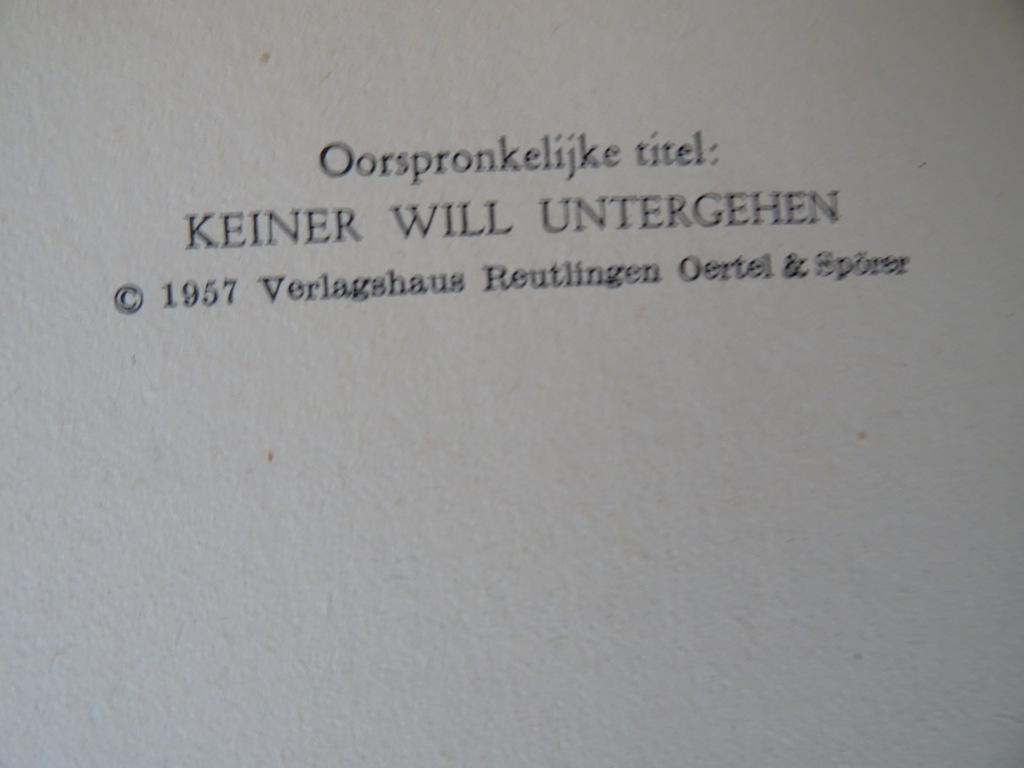 Oorspronkelijke titel:
KEINER WILL UNTERGEHEN
© 1957 Verlagshaus Reutlingen Oertel & Spörer